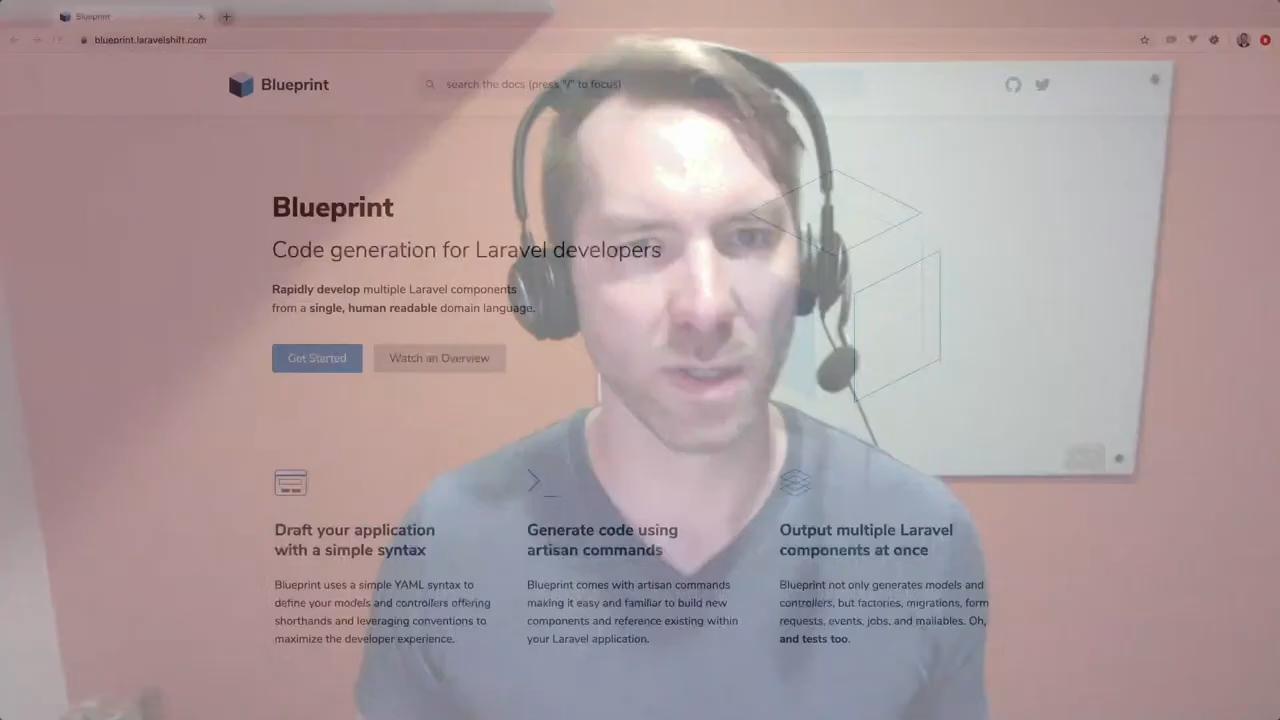 Blueprint
blueprint.laravelshift.com
Blueprint
search the docs (press "/" to focus)
Blueprint
Code generation for Laravel developers
Rapidly develop multiple Laravel components
from a single, human readable domain language.
Get Started
Watch an Overview
Draft your application
with a simple syntax
Blueprint uses a simple YAML syntax to
define your models and controllers offering
shorthands and leveraging conventions to
maximize the developer experience.
Generate code using
artisan commands
Blueprint comes with artisan commands
making it easy and familiar to build new
components and reference existing within
your Laravel application.
Output multiple Laravel
components at once
Blueprint not only generates models and
controllers, but factories, migrations, form
requests, events, jobs, and mailables. Oh,
and tests too.